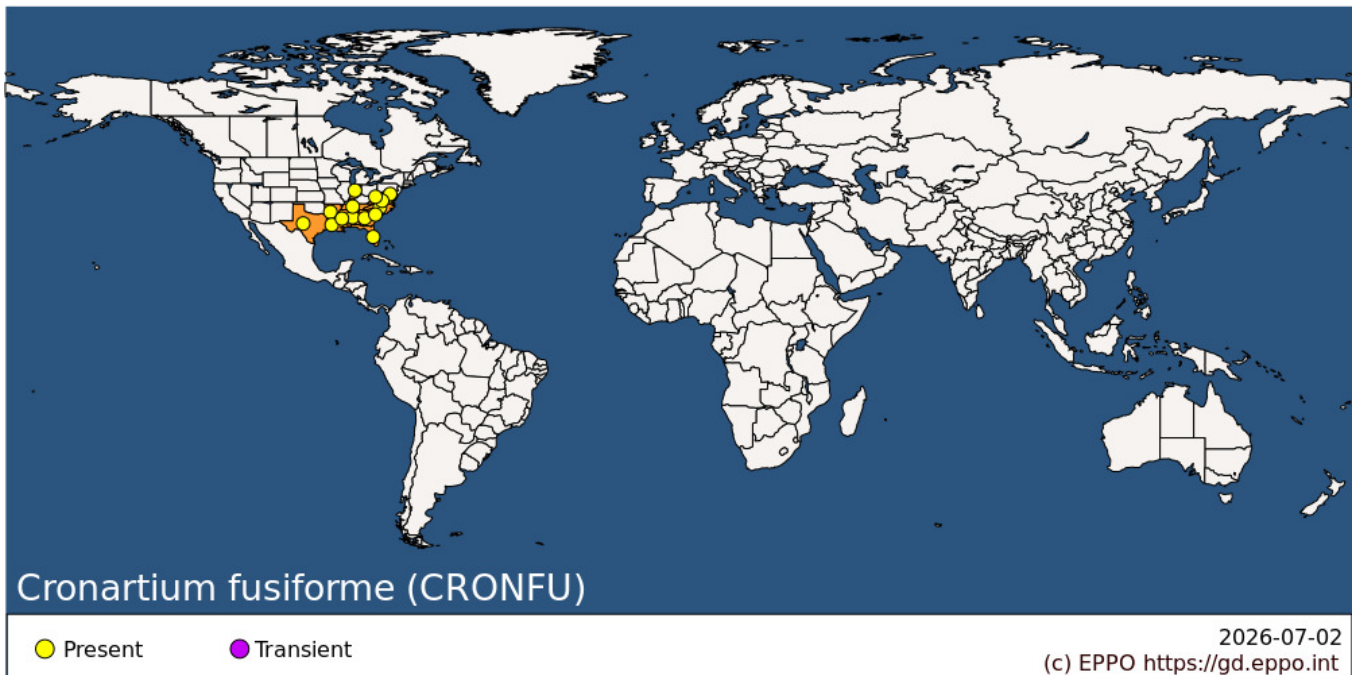 Cronartium fusiforme (CRONFU)
Present
Transient
2026-07-02
(c) EPPO https://gd.eppo.int